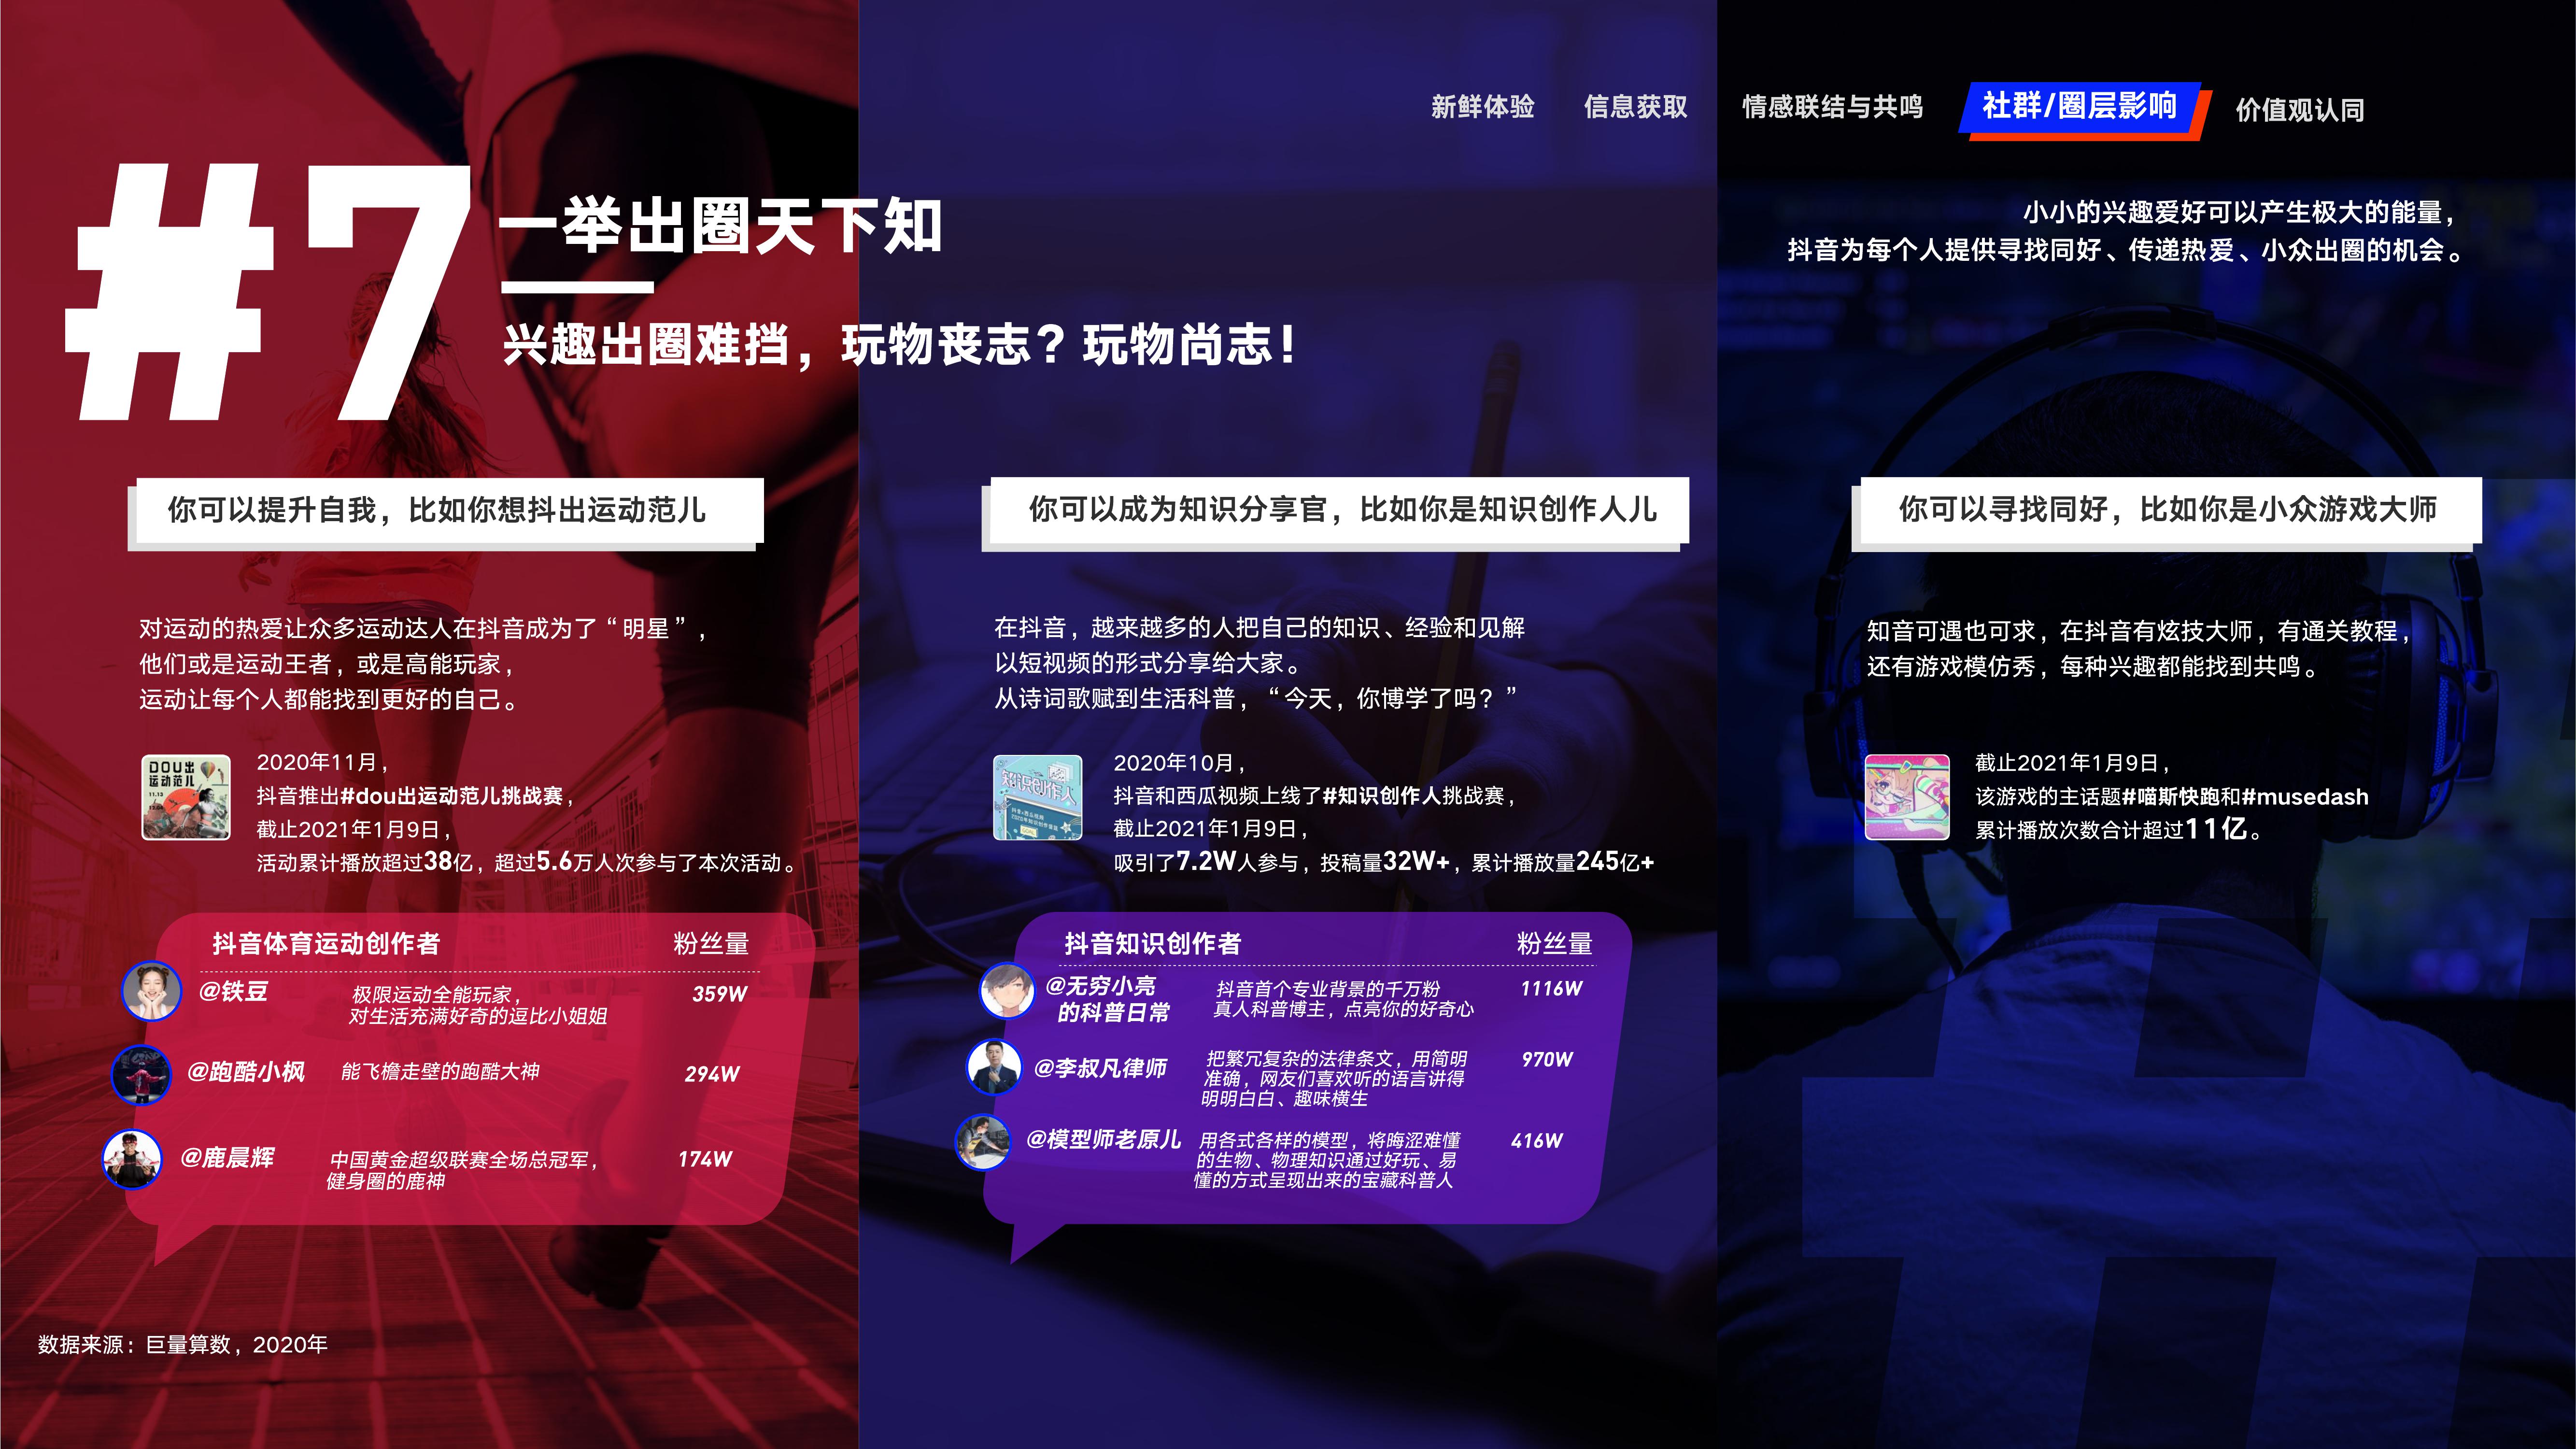 新鲜体验
信息获取
情感联结与共鸣
社群/圈层影响
价值观认同
#7
一举出圈天下知
兴趣出圈难挡，玩物丧志？玩物尚志！
小小的兴趣爱好可以产生极大的能量，
抖音为每个人提供寻找同好、传递热爱、小众出圈的机会。
你可以提升自我，比如你想抖出运动范儿
对运动的热爱让众多运动达人在抖音成为了“明星”，
他们或是运动王者，或是高能玩家，
运动让每个人都能找到更好的自己。
DOU出
运动范儿
11.13
2020年11月，
抖音推出#dou出运动范儿挑战赛，
截止2021年1月9日，
活动累计播放超过38亿，超过5.6万人次参与了本次活动。
抖音体育运动创作者 粉丝量
@铁豆 极限运动全能玩家， 359W
对生活充满好奇的逗比小姐姐
@跑酷小枫 能飞檐走壁的跑酷大神 294W
@鹿晨辉 中国黄金超级联赛全场总冠军， 174W
健身圈的鹿神
你可以成为知识分享官，比如你是知识创作人儿
在抖音，越来越多的人把自己的知识、经验和见解
以短视频的形式分享给大家。
从诗词歌赋到生活科普，“今天，你博学了吗？”
知识创作人
2020年10月，
抖音和西瓜视频上线了#知识创作人挑战赛，
截止2021年1月9日，
吸引了7.2W人参与，投稿量32W+，累计播放量245亿+
抖音知识创作者 粉丝量
@无穷小亮 抖音首个专业背景的千万粉 1116W
的科普日常 真人科普博主，点亮你的好奇心
@李叔凡律师 把繁冗复杂的法律条文，用简明 970W
准确，网友们喜欢听的语言讲得
明明白白、趣味横生
@模型师老原儿 用各式各样的模型，将晦涩难懂 416W
的生物、物理知识通过好玩、易
懂的方式呈现出来的宝藏科普人
你可以寻找同好，比如你是小众游戏大师
知音可遇也可求，在抖音有炫技大师，有通关教程，
还有游戏模仿秀，每种兴趣都能找到共鸣。
截止2021年1月9日，
该游戏的主话题#喵斯快跑和#musedash
累计播放次数合计超过11亿。
数据来源：巨量算数，2020年